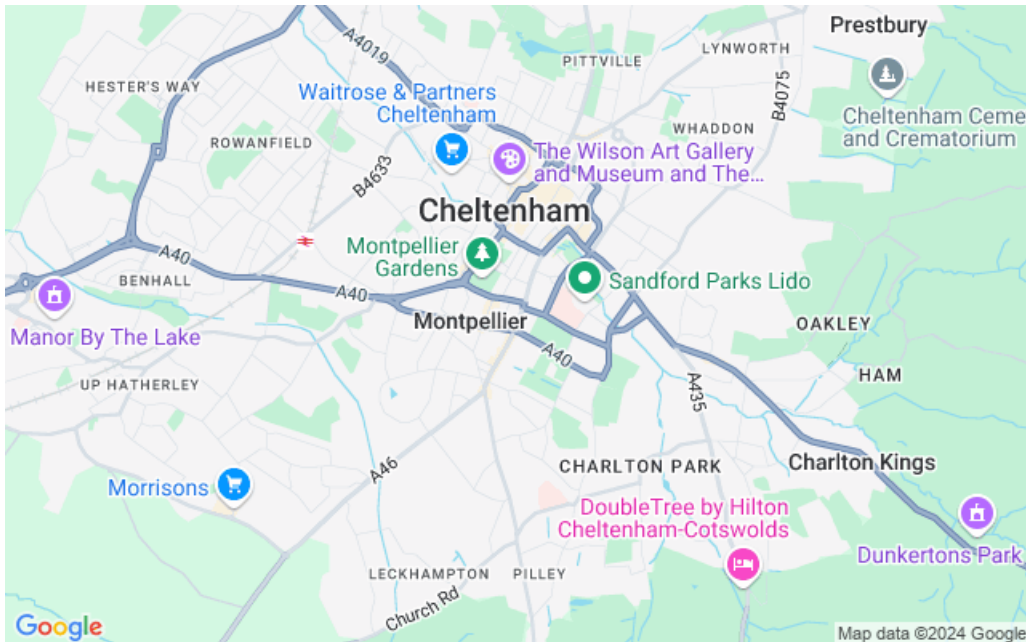 Prestbury
A4019
LYNWORTH
PITTVILLE
HESTER'S WAY
Waitrose & Partners
Cheltenham
B4075
Cheltenham Ceme
and Crematorium
WHADDON
ROWANFIELD
The Wilson Art Gallery
and Museum and The...
B4633
Cheltenham
Montpellier
Gardens
A40
BENHALL
Sandford Parks Lido
A40
Montpellier
OAKLEY
Manor By The Lake
A40
HAM
UP HATHERLEY
A435
A46
CHARLTON PARK
Charlton Kings
Morrisons
DoubleTree by Hilton
Cheltenham-Cotswolds
Dunkertons Park
LECKHAMPTON
PILLEY
Church Rd
Google
Map data ©2024 Google